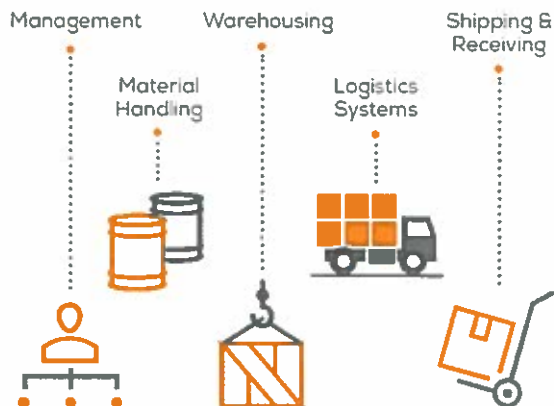 Management
Warehousing
Shipping &
Receiving
Material
Handling
Logistics
Systems